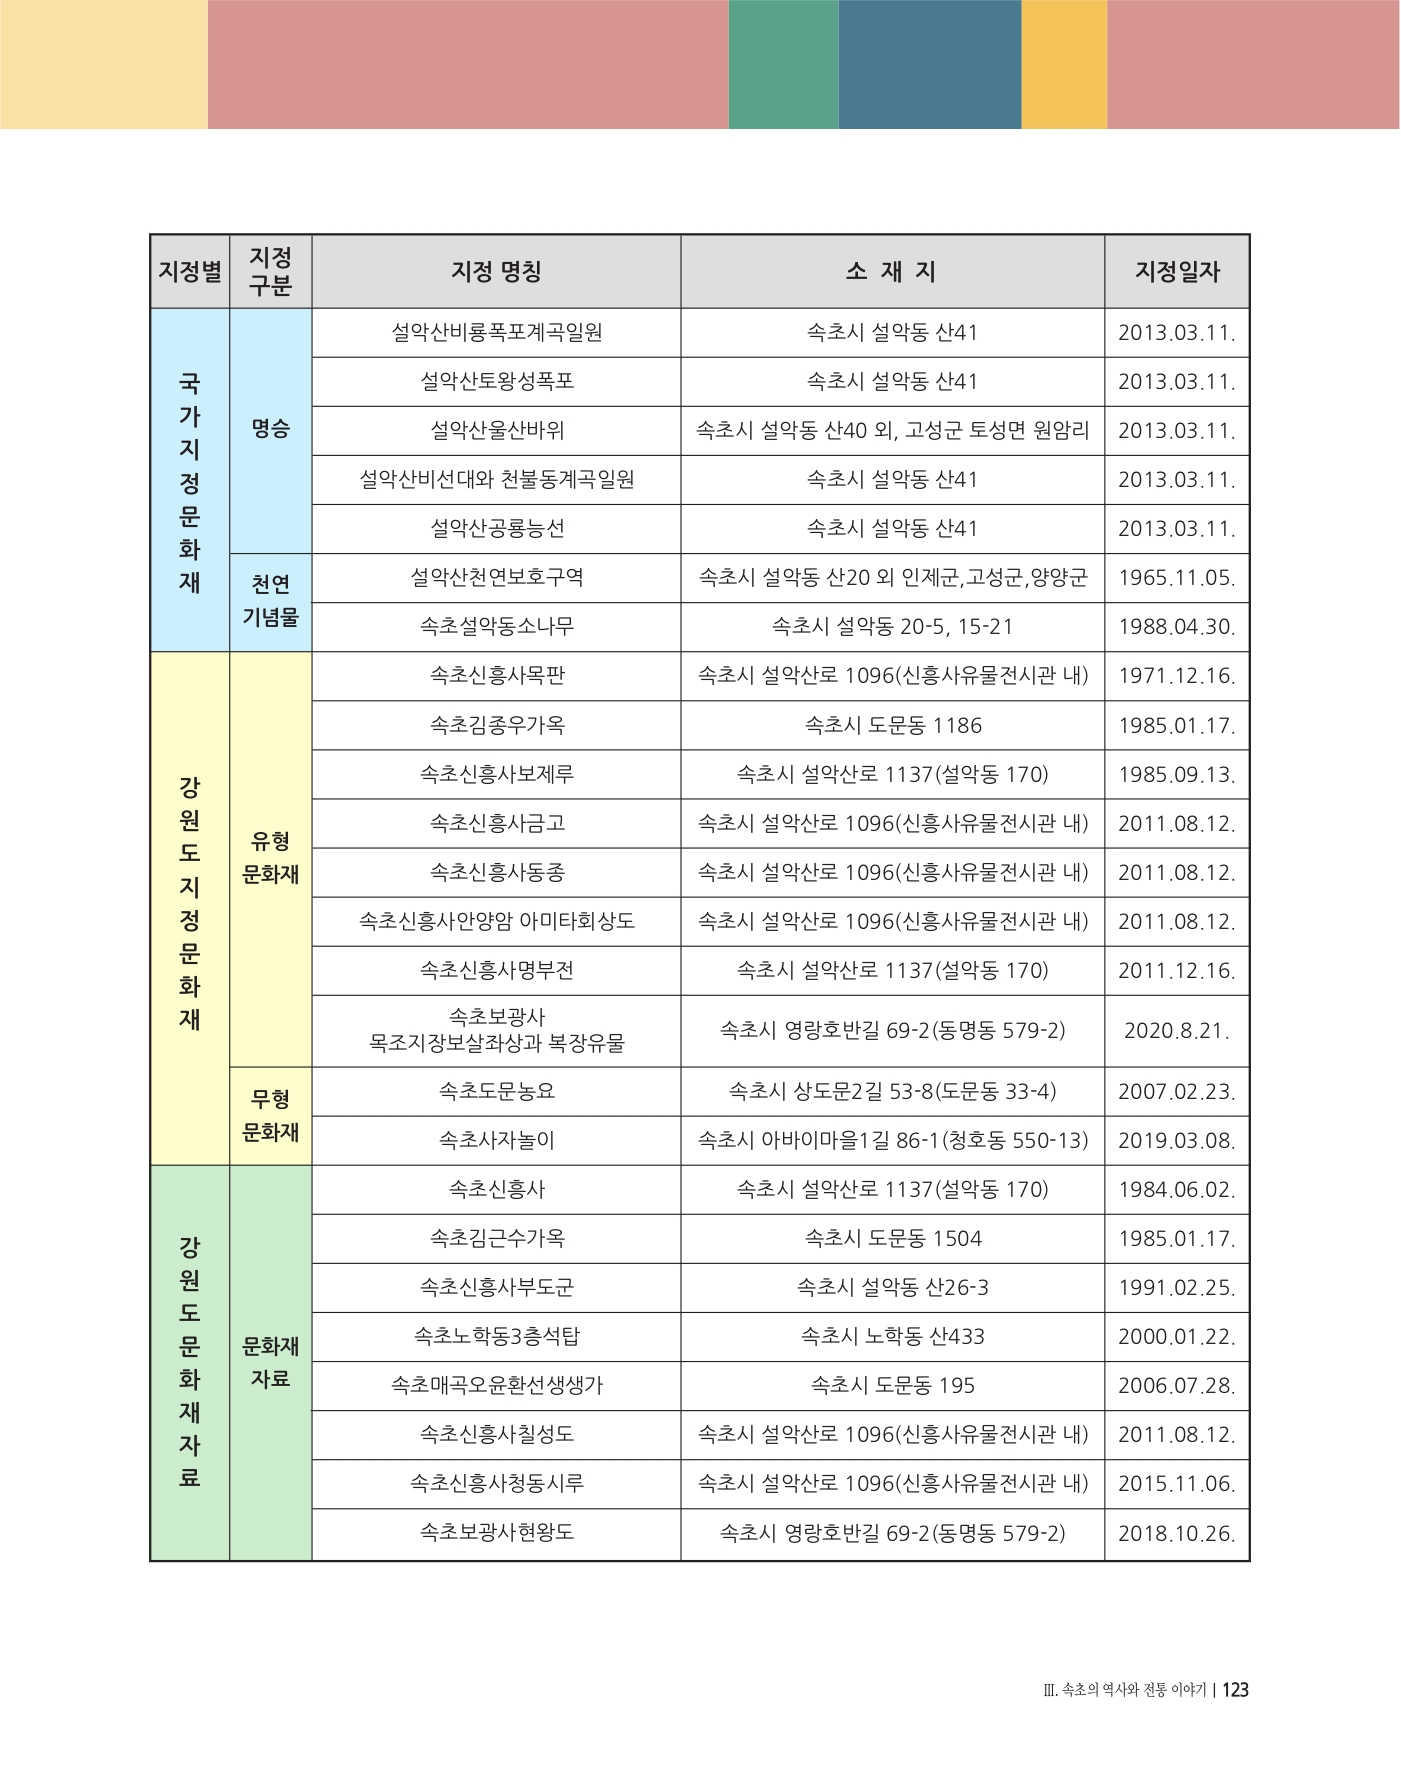 지정별 지정 구분 지정 명칭 소 재 지 지정일자
국가지정문화재
명승
설악산비룡폭포계곡일원 속초시 설악동 산41 2013.03.11.
설악산토왕성폭포 속초시 설악동 산41 2013.03.11.
설악산울산바위 속초시 설악동 산40 외, 고성군 토성면 원암리 2013.03.11.
설악산비선대와 천불동계곡일원 속초시 설악동 산41 2013.03.11.
설악산공룡능선 속초시 설악동 산41 2013.03.11.
천연
기념물
설악산천연보호구역 속초시 설악동 산20 외 인제군,고성군,양양군 1965.11.05.
속초설악동소나무 속초시 설악동 20-5, 15-21 1988.04.30.
강원도지정문화재
유형
문화재
속초신흥사목판 속초시 설악산로 1096(신흥사유물전시관 내) 1971.12.16.
속초김종우가옥 속초시 도문동 1186 1985.01.17.
속초신흥사보제루 속초시 설악산로 1137(설악동 170) 1985.09.13.
속초신흥사금고 속초시 설악산로 1096(신흥사유물전시관 내) 2011.08.12.
속초신흥사동종 속초시 설악산로 1096(신흥사유물전시관 내) 2011.08.12.
속초신흥사안양암 아미타회상도 속초시 설악산로 1096(신흥사유물전시관 내) 2011.08.12.
속초신흥사명부전 속초시 설악산로 1137(설악동 170) 2011.12.16.
속초보광사
목조지장보살좌상과 복장유물 속초시 영랑호반길 69-2(동명동 579-2) 2020.8.21.
무형
문화재
속초도문농요 속초시 상도문2길 53-8(도문동 33-4) 2007.02.23.
속초사자놀이 속초시 아바이마을1길 86-1(청호동 550-13) 2019.03.08.
강원도문화재자료
문화재
자료
속초신흥사 속초시 설악산로 1137(설악동 170) 1984.06.02.
속초김근수가옥 속초시 도문동 1504 1985.01.17.
속초신흥사부도군 속초시 설악동 산26-3 1991.02.25.
속초노학동3층석탑 속초시 노학동 산433 2000.01.22.
속초매곡오윤환선생생가 속초시 도문동 195 2006.07.28.
속초신흥사칠성도 속초시 설악산로 1096(신흥사유물전시관 내) 2011.08.12.
속초신흥사청동시루 속초시 설악산로 1096(신흥사유물전시관 내) 2015.11.06.
속초보광사현왕도 속초시 영랑호반길 69-2(동명동 579-2) 2018.10.26.
Ⅲ. 속초의 역사와 전통 이야기 | 123